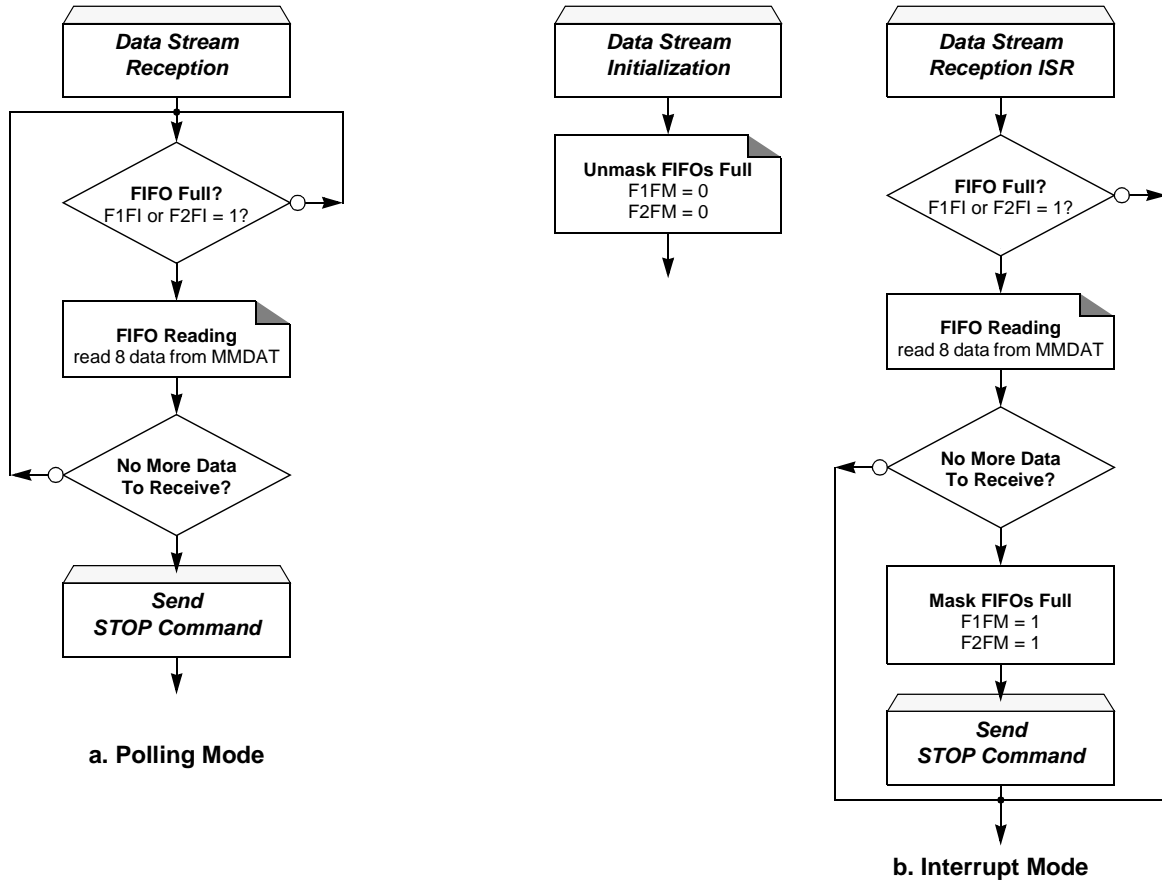 Data Stream
Reception
FIFO Full?
F1FI or F2FI = 1?
FIFO Reading
read 8 data from MMDAT
No More Data
To Receive?
Send
STOP Command
a. Polling Mode
Data Stream
Initialization
Unmask FIFOs Full
F1FM = 0
F2FM = 0
Data Stream
Reception ISR
FIFO Full?
F1FI or F2FI = 1?
FIFO Reading
read 8 data from MMDAT
No More Data
To Receive?
Mask FIFOs Full
F1FM = 1
F2FM = 1
Send
STOP Command
b. Interrupt Mode